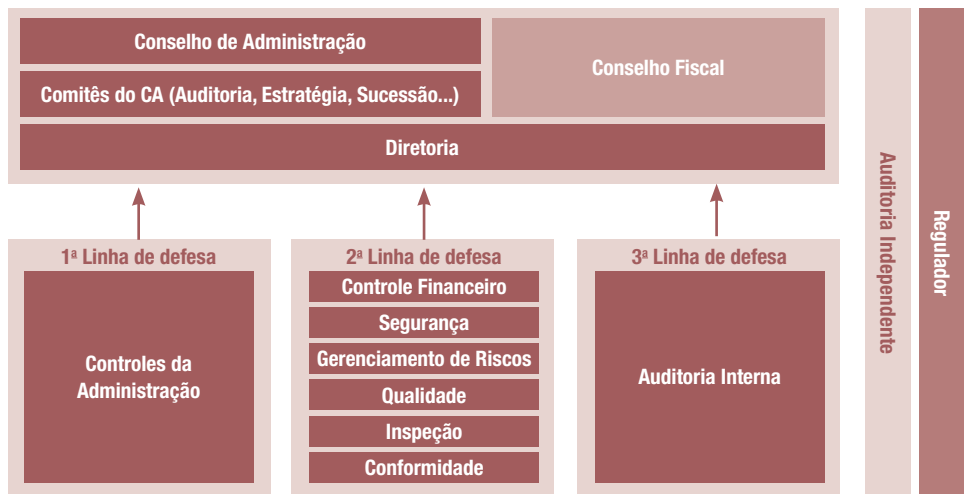 Conselho de Administração
Comitês do CA (Auditoria, Estratégia, Sucessão...)
Conselho Fiscal
Diretoria
1ª Linha de defesa
Controles da
Administração
2ª Linha de defesa
Controle Financeiro
Segurança
Gerenciamento de Riscos
Qualidade
Inspeção
Conformidade
3ª Linha de defesa
Auditoria Interna
Auditoria Independente
Regulador